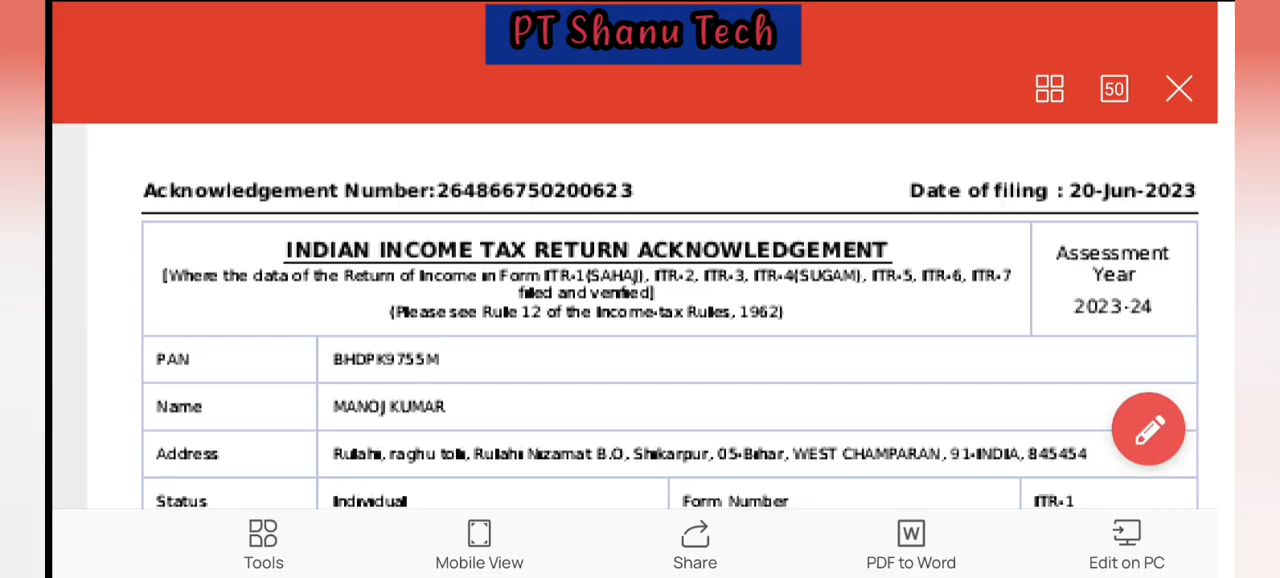 PT Shanu Tech
50
Acknowledgement Number:264866750200623 Date of filing : 20-Jun-2023
INDIAN INCOME TAX RETURN ACKNOWLEDGEMENT
[Where the data of the Return of Income in Form ITR-1(SAHAJ), ITR-2, ITR-3, ITR-4(SUGAM), ITR-5, ITR-6, ITR-7
filed and verified]
(Please see Rule 12 of the Income-tax Rules, 1962)
Assessment
Year
2023-24
PAN BHDPK9755M
Name MANOJ KUMAR
Address Rulahi, raghu tola, Rulahi Nizamat B.O, Shikarpur, 05-Bihar, WEST CHAMPARAN, 91-INDIA, 845454
Status Individual Form Number ITR-1
Tools Mobile View Share PDF to Word Edit on PC